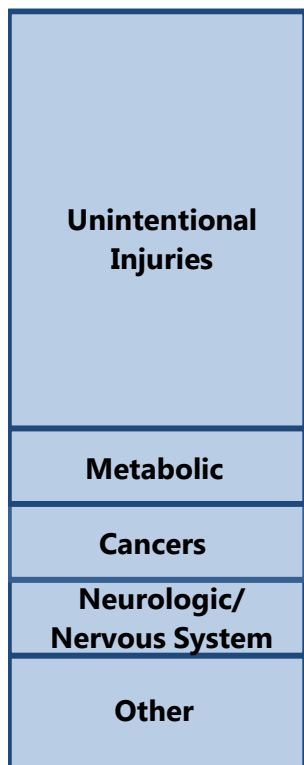 Unintentional
Injuries
Metabolic
Cancers
Neurologic/
Nervous System
Other